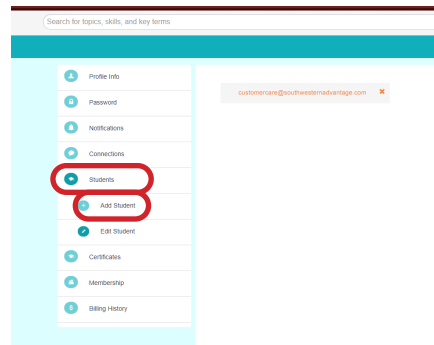 Search for topics, skills, and key terms
Profile Info
Password
Notifications
Connections
Students
Add Student
Edit Student
Certificates
Membership
Billing History
customercare@southwesternadvantage.com